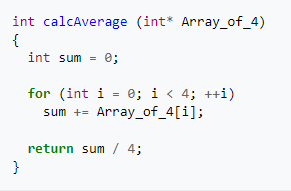 int calcAverage (int* Array_of_4)
{
  int sum = 0;

  for (int i = 0; i < 4; ++i)
    sum += Array_of_4[i];

  return sum / 4;
}